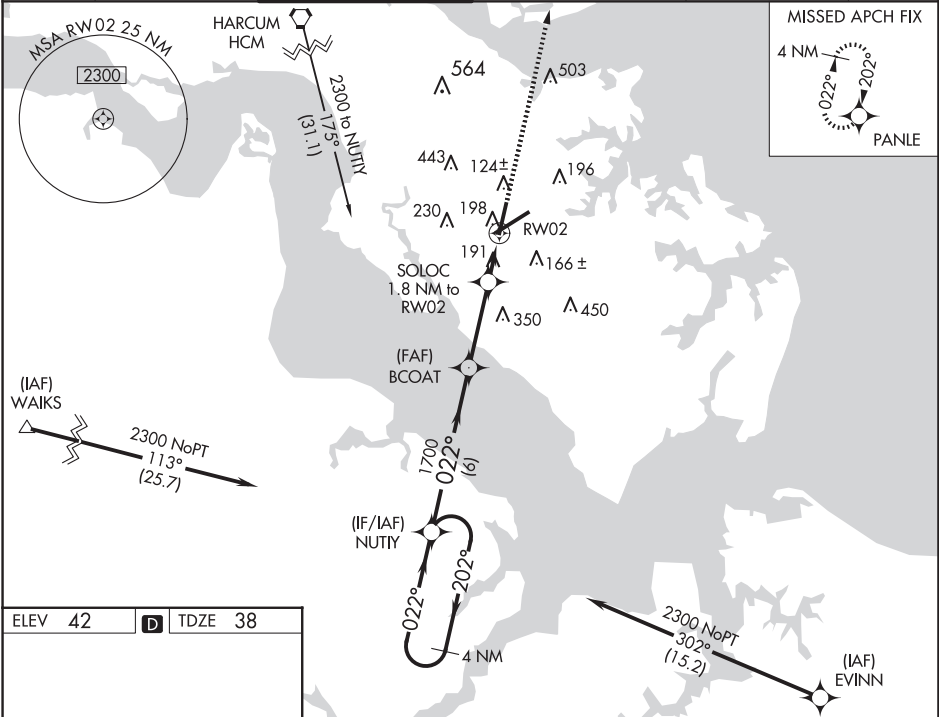 MSA RW02 25 NM
2300
HARCUM
HCM
2300 to NUTIY
175°
(31.1)
564
503
443
124±
196
230
198
RW02
191
166 ±
SOLOC
1.8 NM to
RW02
350
450
(FAF)
BCOAT
MISSED APCH FIX
4 NM
022°
202°
PANLE
(IAF)
WAIKS
2300 NoPT
113°
(25.7)
1700
022°
(6)
(IF/IAF)
NUTIY
022°
202°
4 NM
2300 NoPT
302°
(15.2)
(IAF)
EVINN
ELEV 42 D TDZE 38